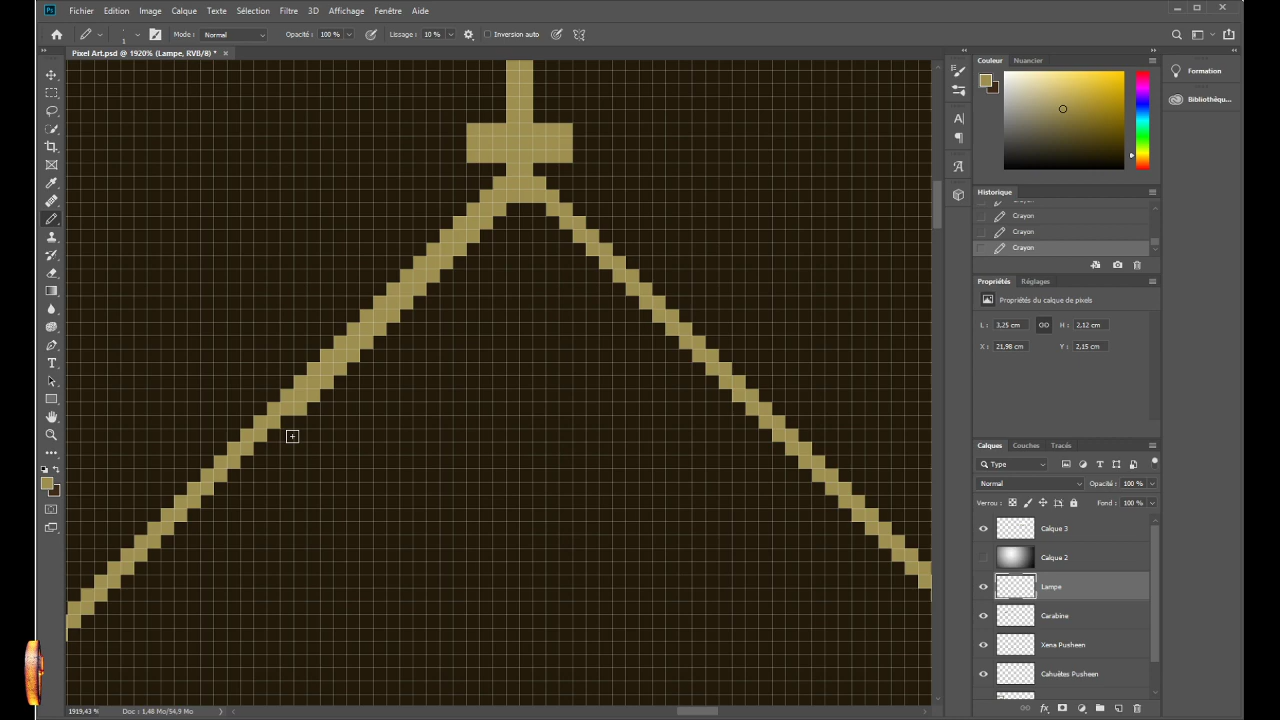 Ps Fichier Edition Image Calque Texte Sélection Filtre 3D Affichage Fenêtre Aide
1 Mode : Normal Opacité : 100 % Lissage : 10 % Inversion auto
Pixel Art.psd @ 1920% (Lampe, RVB/8) * ×
Couleur Nuancier
Formation
Bibliothèqu...
Historique
Crayon
Crayon
Crayon
Propriétés Réglages
Propriétés du calque de pixels
L : 3,25 cm H : 2,12 cm
X : 21,98 cm Y : 2,15 cm
Calques Couches Tracés
Type
Normal Opacité : 100 %
Verrou : Fond : 100 %
Calque 3
Calque 2
Lampe
Carabine
Xena Pusheen
Cahuètes Pusheen
fx
1919,43 % Doc : 1,48 Mo/54,9 Mo